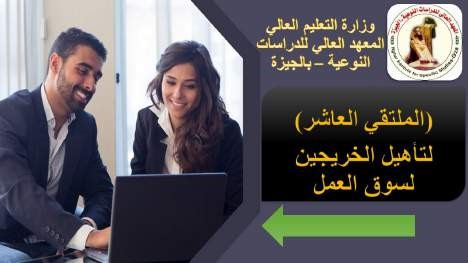 وزارة التعليم العالي
المعهد العالي للدراسات
النوعية – بالجيزة
(الملتقي العاشر)
لتأهيل الخريجين
لسوق العمل